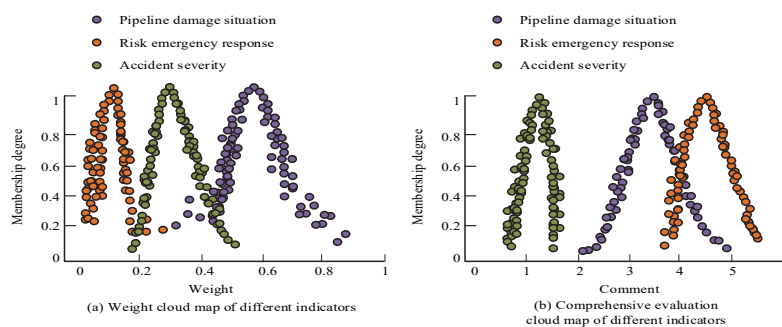 Pipeline damage situation
Risk emergency response
Accident severity
Membership degree
1
0.8
0.6
0.4
0.2
0
0 0.2 0.4 0.6 0.8 1
Weight
(a) Weight cloud map of different indicators
Pipeline damage situation
Risk emergency response
Accident severity
Membership degree
1
0.8
0.6
0.4
0.2
0
0 1 2 3 4 5
Comment
(b) Comprehensive evaluation
cloud map of different indicators